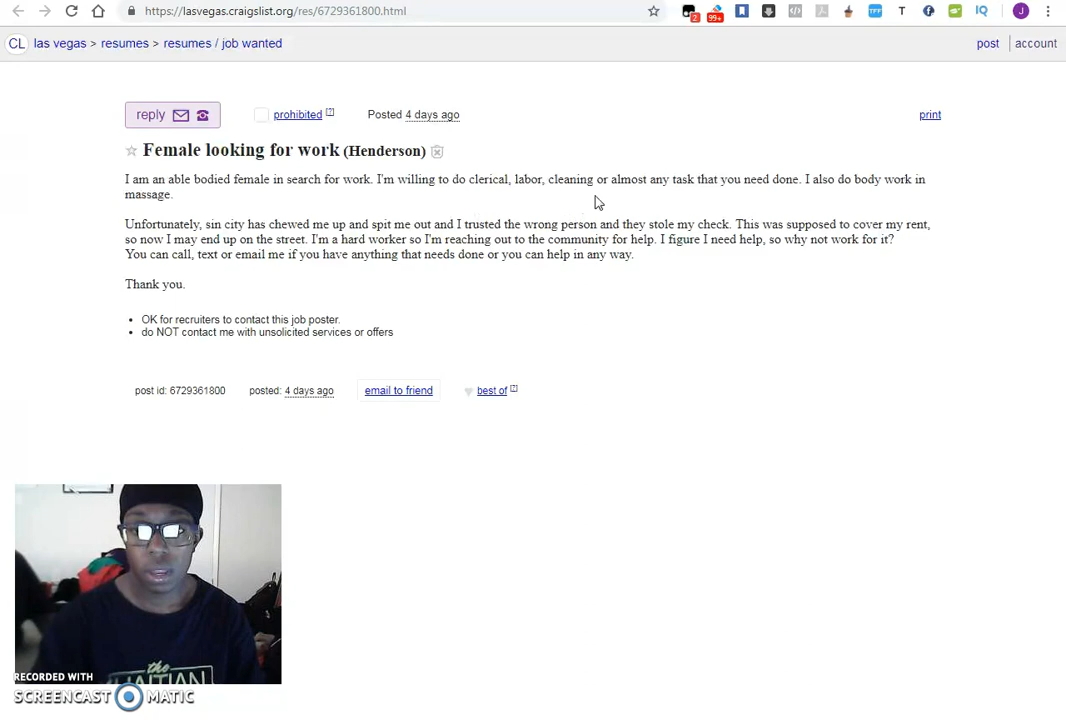 https://lasvegas.craigslist.org/res/6729361800.html
2
99+
TFF
T
f
IQ
J
CL las vegas > resumes > resumes / job wanted
post account
reply
prohibited [?]
Posted 4 days ago
print
Female looking for work (Henderson)
I am an able bodied female in search for work. I'm willing to do clerical, labor, cleaning or almost any task that you need done. I also do body work in
massage.
Unfortunately, sin city has chewed me up and spit me out and I trusted the wrong person and they stole my check. This was supposed to cover my rent,
so now I may end up on the street. I'm a hard worker so I'm reaching out to the community for help. I figure I need help, so why not work for it?
You can call, text or email me if you have anything that needs done or you can help in any way.
Thank you.
• OK for recruiters to contact this job poster.
• do NOT contact me with unsolicited services or offers
post id: 6729361800 posted: 4 days ago email to friend best of [?]
the
HAITIAN
RECORDED WITH
SCREENCAST MATIC